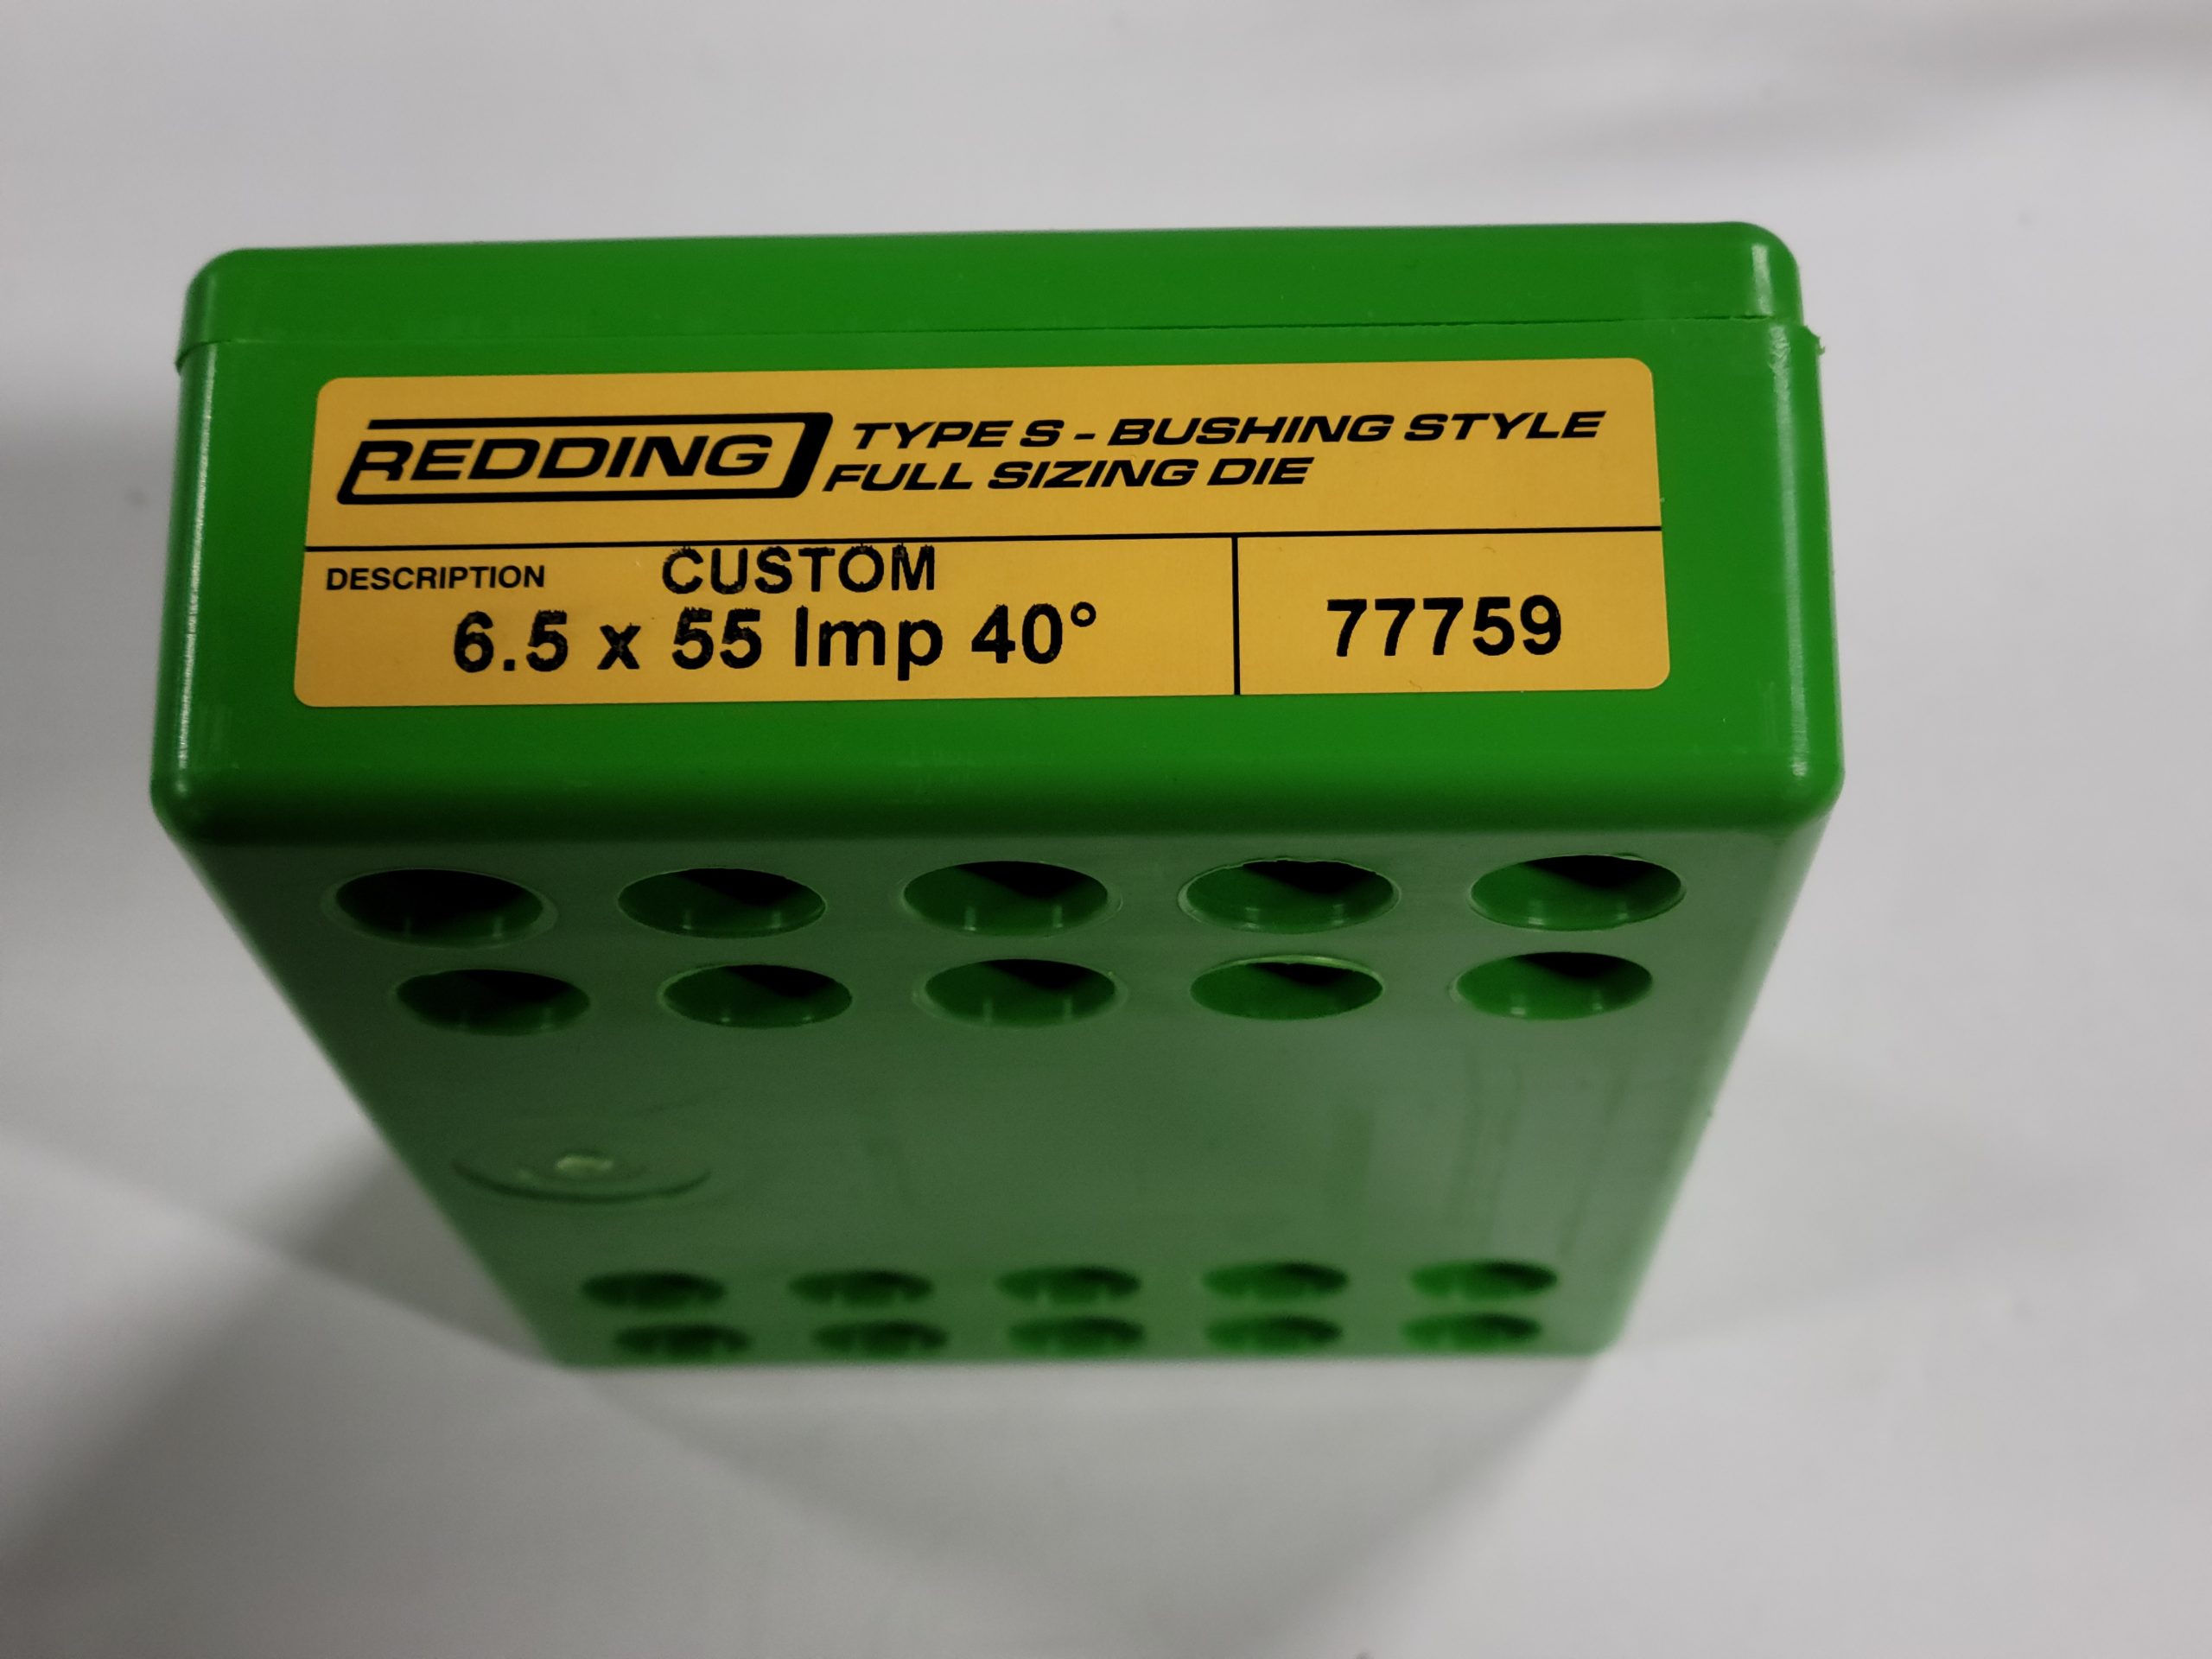 REDDING TYPE S - BUSHING STYLE
FULL SIZING DIE
DESCRIPTION CUSTOM
6.5 x 55 Imp 40°
77759